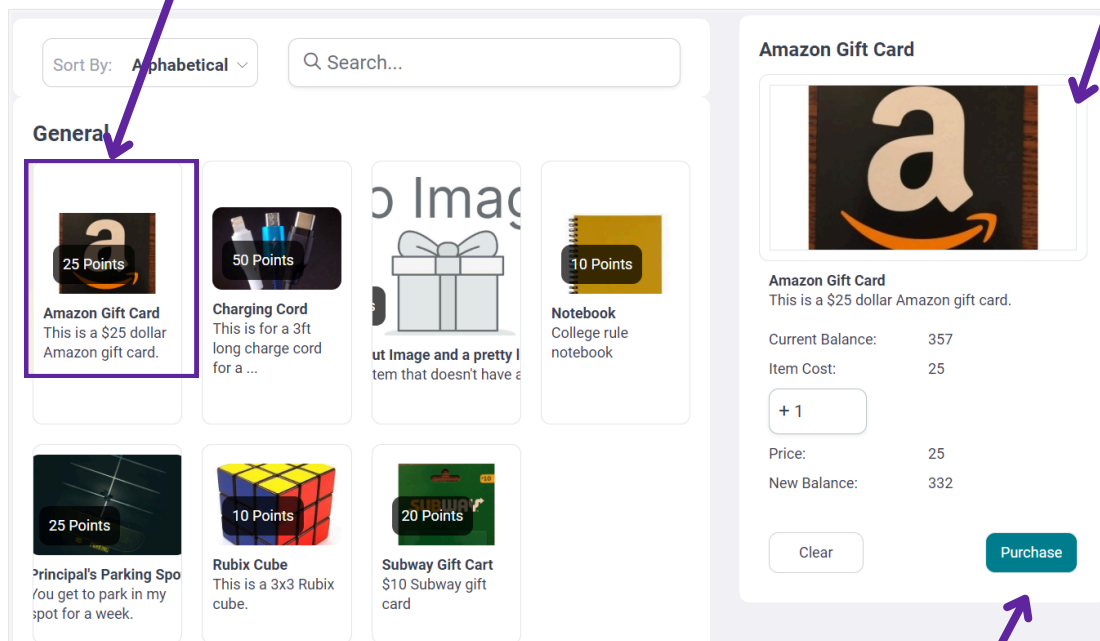 Sort By: Alphabetical
Search...
General
25 Points
Amazon Gift Card
This is a $25 dollar
Amazon gift card.
50 Points
Charging Cord
This is for a 3ft
long charge cord
for a ...
o Imag
s
ut Image and a pretty l
tem that doesn't have a
10 Points
Notebook
College rule
notebook
25 Points
Principal's Parking Spo
You get to park in my
spot for a week.
10 Points
Rubix Cube
This is a 3x3 Rubix
cube.
SUBWAY
$10
20 Points
Subway Gift Cart
$10 Subway gift
card
Amazon Gift Card
a
Amazon Gift Card
This is a $25 dollar Amazon gift card.
Current Balance: 357
Item Cost: 25
+ 1
Price: 25
New Balance: 332
Clear
Purchase